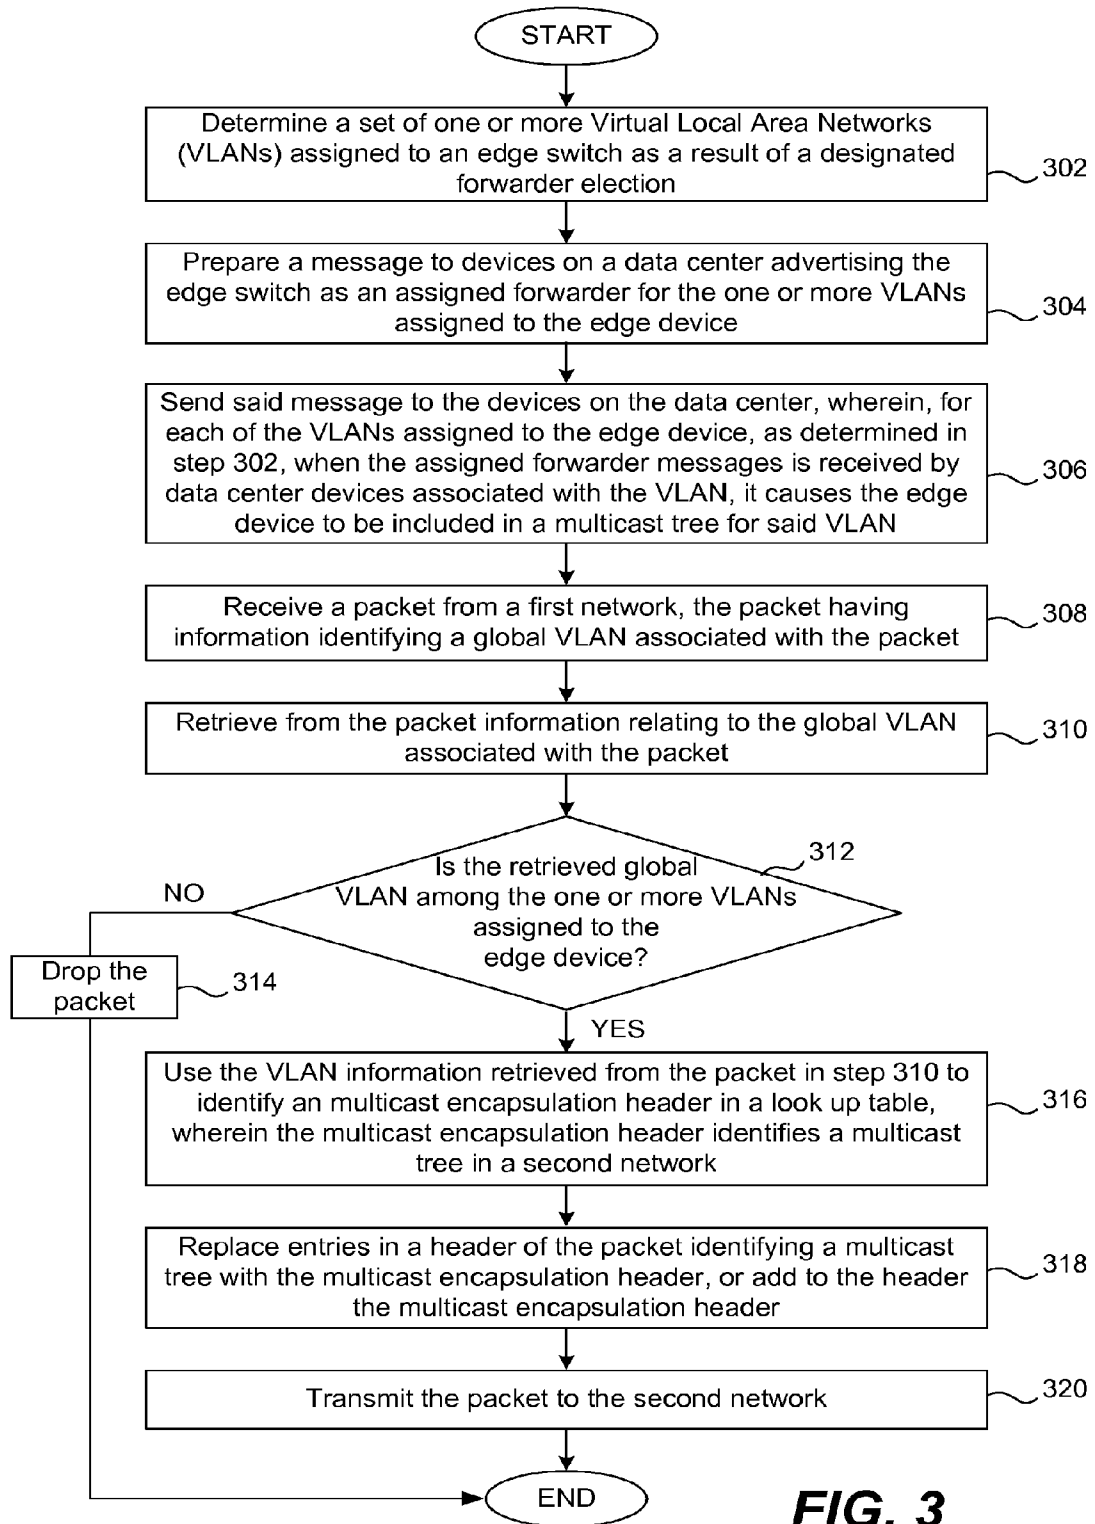 START
Determine a set of one or more Virtual Local Area Networks
(VLANs) assigned to an edge switch as a result of a designated
forwarder election
302
Prepare a message to devices on a data center advertising the
edge switch as an assigned forwarder for the one or more VLANs
assigned to the edge device
304
Send said message to the devices on the data center, wherein, for
each of the VLANs assigned to the edge device, as determined in
step 302, when the assigned forwarder messages is received by
data center devices associated with the VLAN, it causes the edge
device to be included in a multicast tree for said VLAN
306
Receive a packet from a first network, the packet having
information identifying a global VLAN associated with the packet
308
Retrieve from the packet information relating to the global VLAN
associated with the packet
310
Is the retrieved global
VLAN among the one or more VLANs
assigned to the
edge device?
312
NO
Drop the
packet
314
YES
Use the VLAN information retrieved from the packet in step 310 to
identify an multicast encapsulation header in a look up table,
wherein the multicast encapsulation header identifies a multicast
tree in a second network
316
Replace entries in a header of the packet identifying a multicast
tree with the multicast encapsulation header, or add to the header
the multicast encapsulation header
318
Transmit the packet to the second network
320
END
FIG. 3